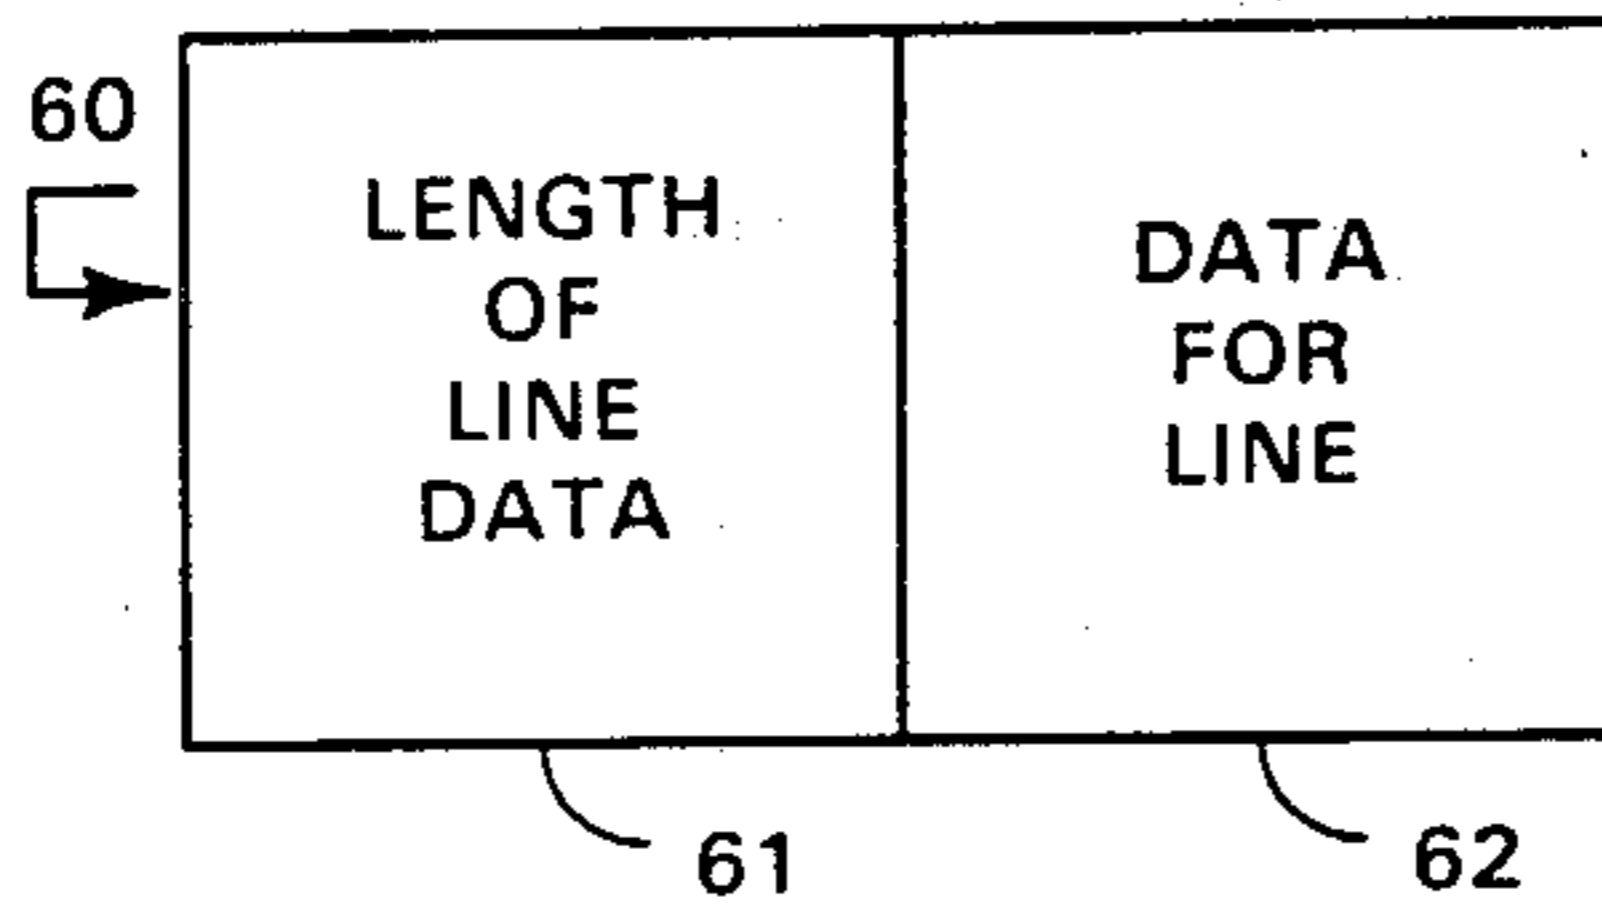 60
LENGTH
OF
LINE
DATA
DATA
FOR
LINE
61
62